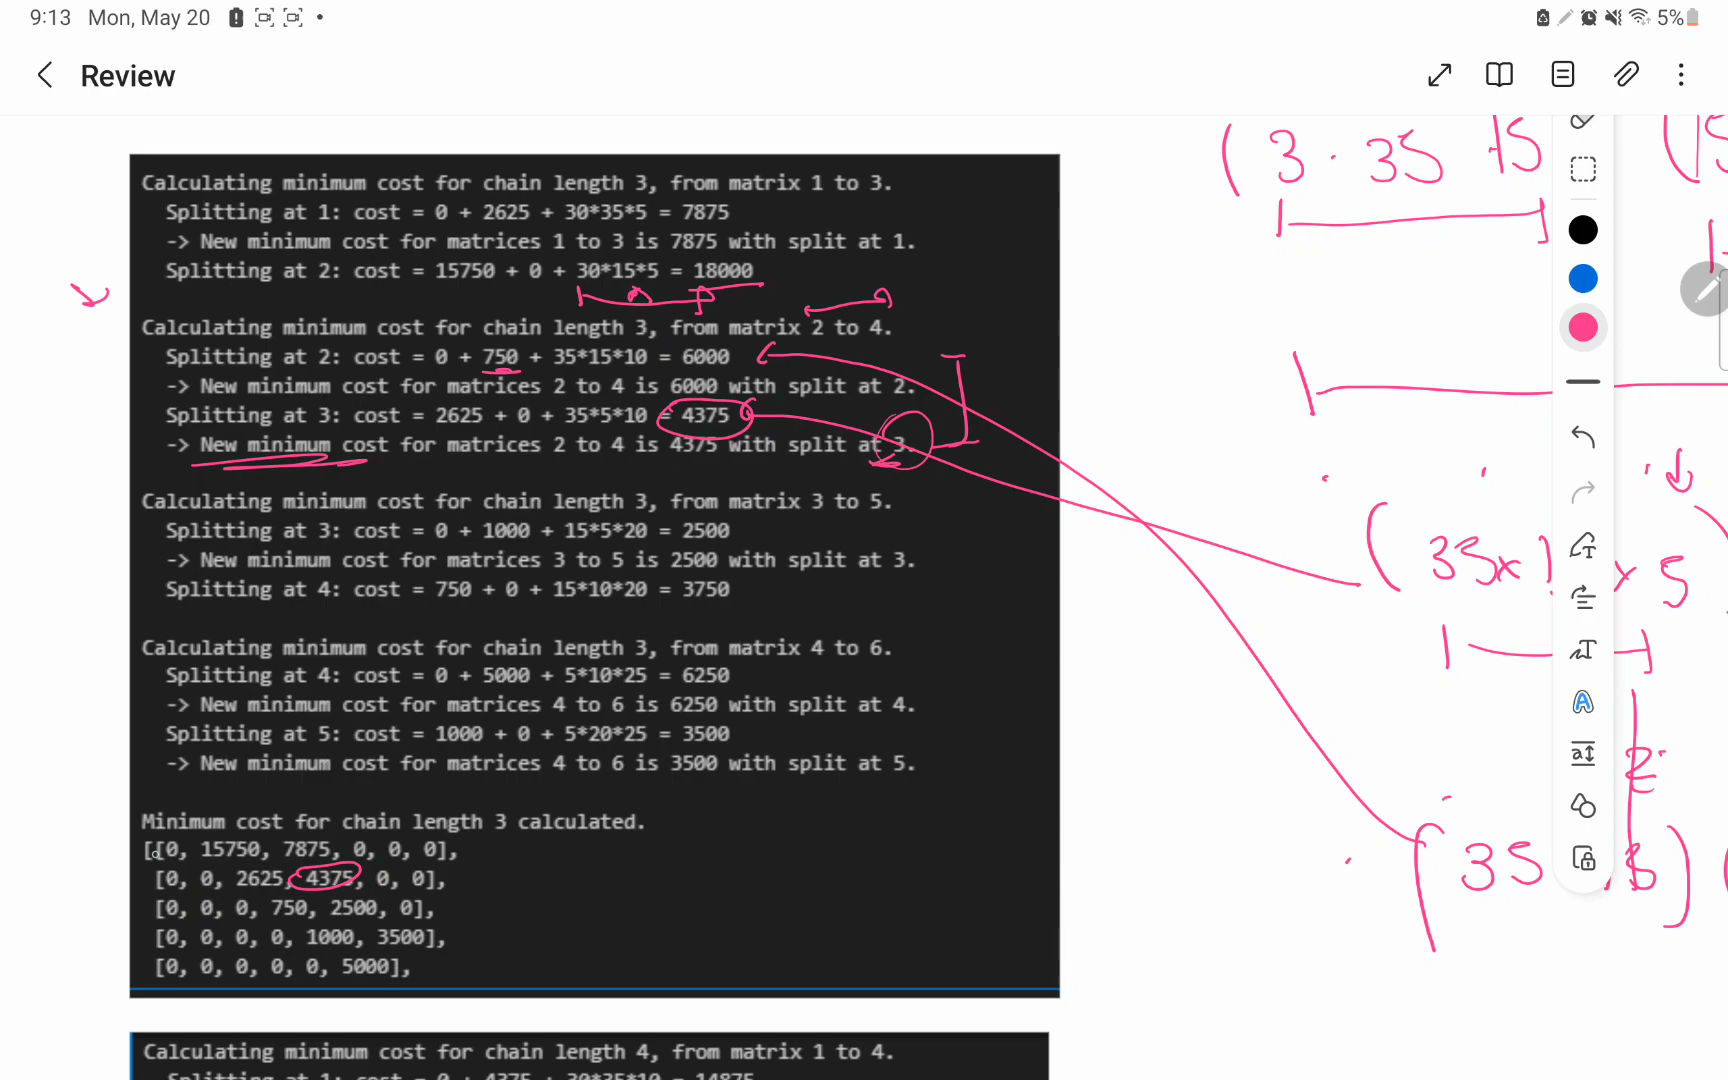 9:13 Mon, May 20
5%
Review
Calculating minimum cost for chain length 3, from matrix 1 to 3.
Splitting at 1: cost = 0 + 2625 + 30*35*5 = 7875
-> New minimum cost for matrices 1 to 3 is 7875 with split at 1.
Splitting at 2: cost = 15750 + 0 + 30*15*5 = 18000
Calculating minimum cost for chain length 3, from matrix 2 to 4.
Splitting at 2: cost = 0 + 750 + 35*15*10 = 6000
-> New minimum cost for matrices 2 to 4 is 6000 with split at 2.
Splitting at 3: cost = 2625 + 0 + 35*5*10 = 4375
-> New minimum cost for matrices 2 to 4 is 4375 with split at 3.
Calculating minimum cost for chain length 3, from matrix 3 to 5.
Splitting at 3: cost = 0 + 1000 + 15*5*20 = 2500
-> New minimum cost for matrices 3 to 5 is 2500 with split at 3.
Splitting at 4: cost = 750 + 0 + 15*10*20 = 3750
Calculating minimum cost for chain length 3, from matrix 4 to 6.
Splitting at 4: cost = 0 + 5000 + 5*10*25 = 6250
-> New minimum cost for matrices 4 to 6 is 6250 with split at 4.
Splitting at 5: cost = 1000 + 0 + 5*20*25 = 3500
-> New minimum cost for matrices 4 to 6 is 3500 with split at 5.
Minimum cost for chain length 3 calculated.
[[0, 15750, 7875, 0, 0, 0],
[0, 0, 2625, 4375, 0, 0],
[0, 0, 0, 750, 2500, 0],
[0, 0, 0, 0, 1000, 3500],
[0, 0, 0, 0, 0, 5000],
Calculating minimum cost for chain length 4, from matrix 1 to 4.
Splitting at 1: cost = 0 + 4375 + 30*35*10 = 14875
(3 · 35 · 15
(35x
x 5
2
(35